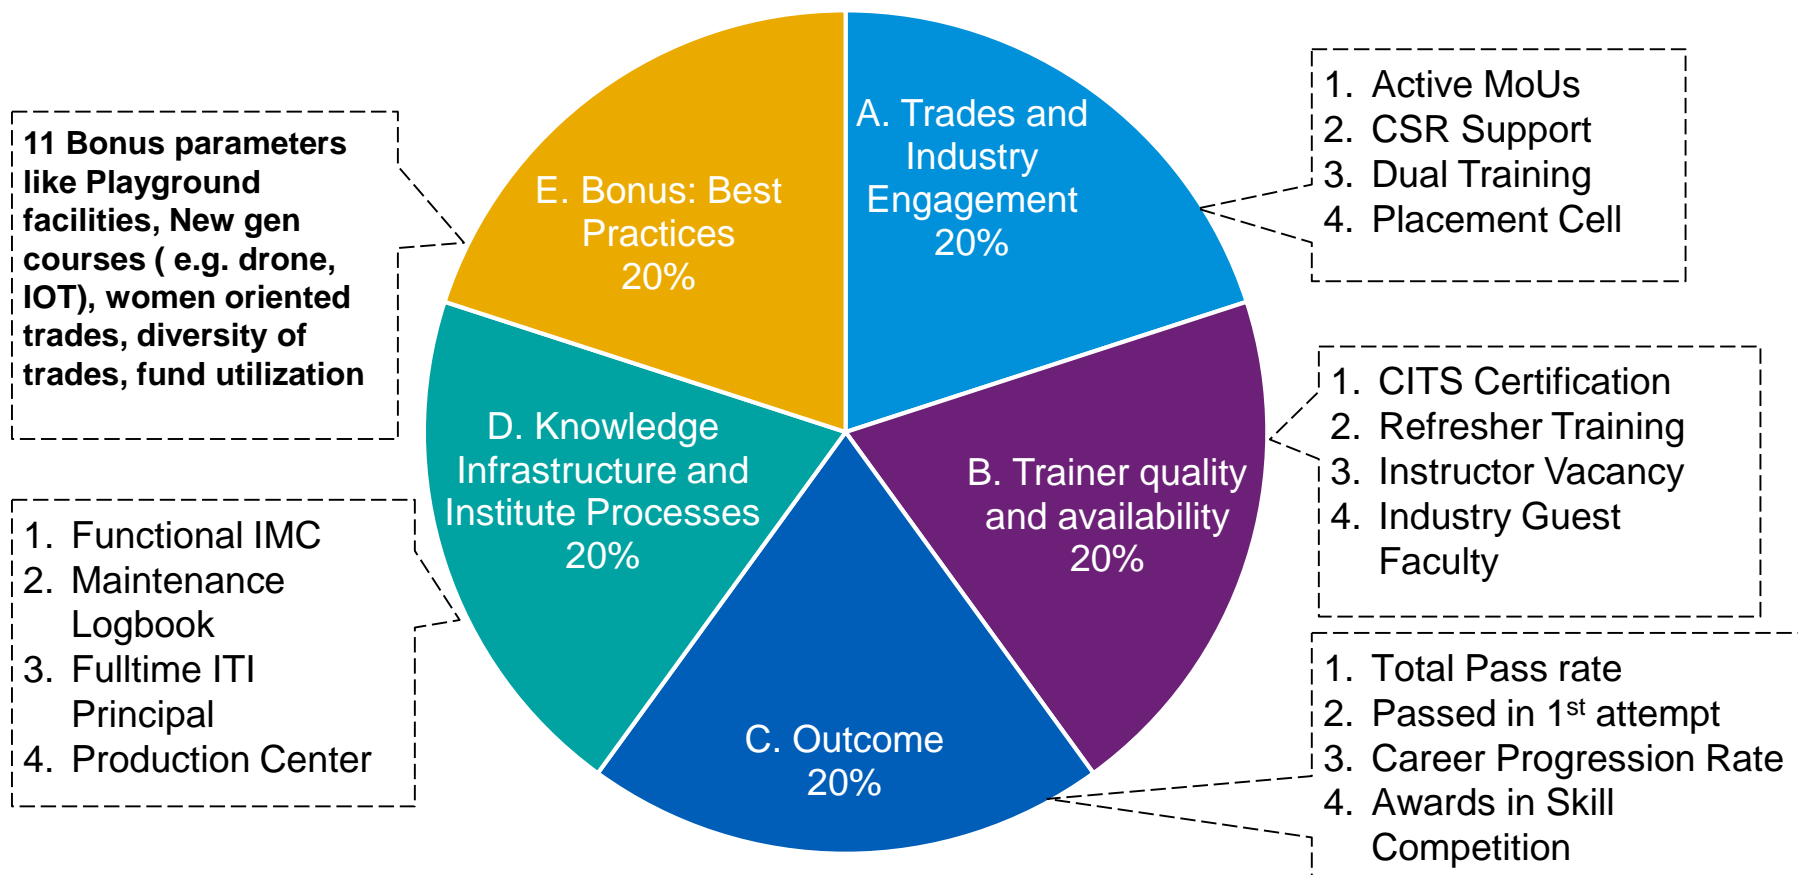 A. Trades and
Industry
Engagement
20%
1. Active MoUs
2. CSR Support
3. Dual Training
4. Placement Cell
B. Trainer quality
and availability
20%
1. CITS Certification
2. Refresher Training
3. Instructor Vacancy
4. Industry Guest
Faculty
C. Outcome
20%
1. Total Pass rate
2. Passed in 1st attempt
3. Career Progression Rate
4. Awards in Skill
Competition
D. Knowledge
Infrastructure and
Institute Processes
20%
1. Functional IMC
2. Maintenance
Logbook
3. Fulltime ITI
Principal
4. Production Center
E. Bonus: Best
Practices
20%
11 Bonus parameters
like Playground
facilities, New gen
courses ( e.g. drone,
IOT), women oriented
trades, diversity of
trades, fund utilization